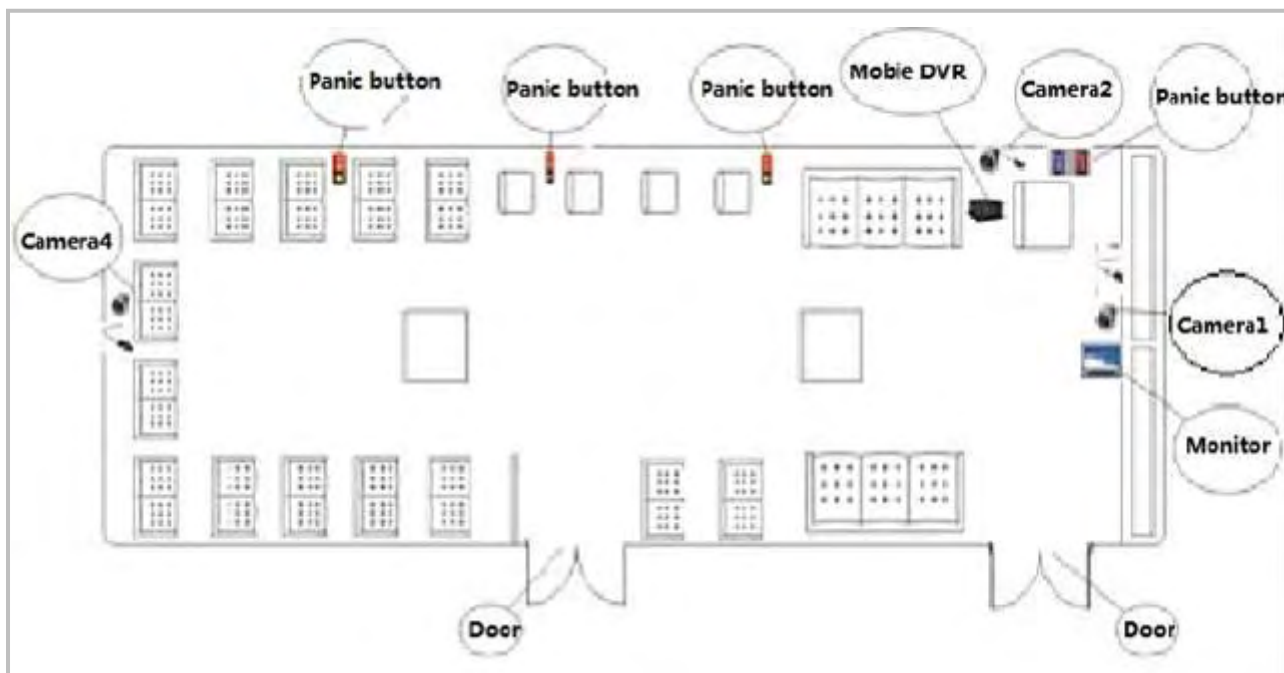 Panic button
Panic button
Panic button
Mobie DVR
Camera2
Panic button
Camera4
Camera1
Monitor
Door
Door